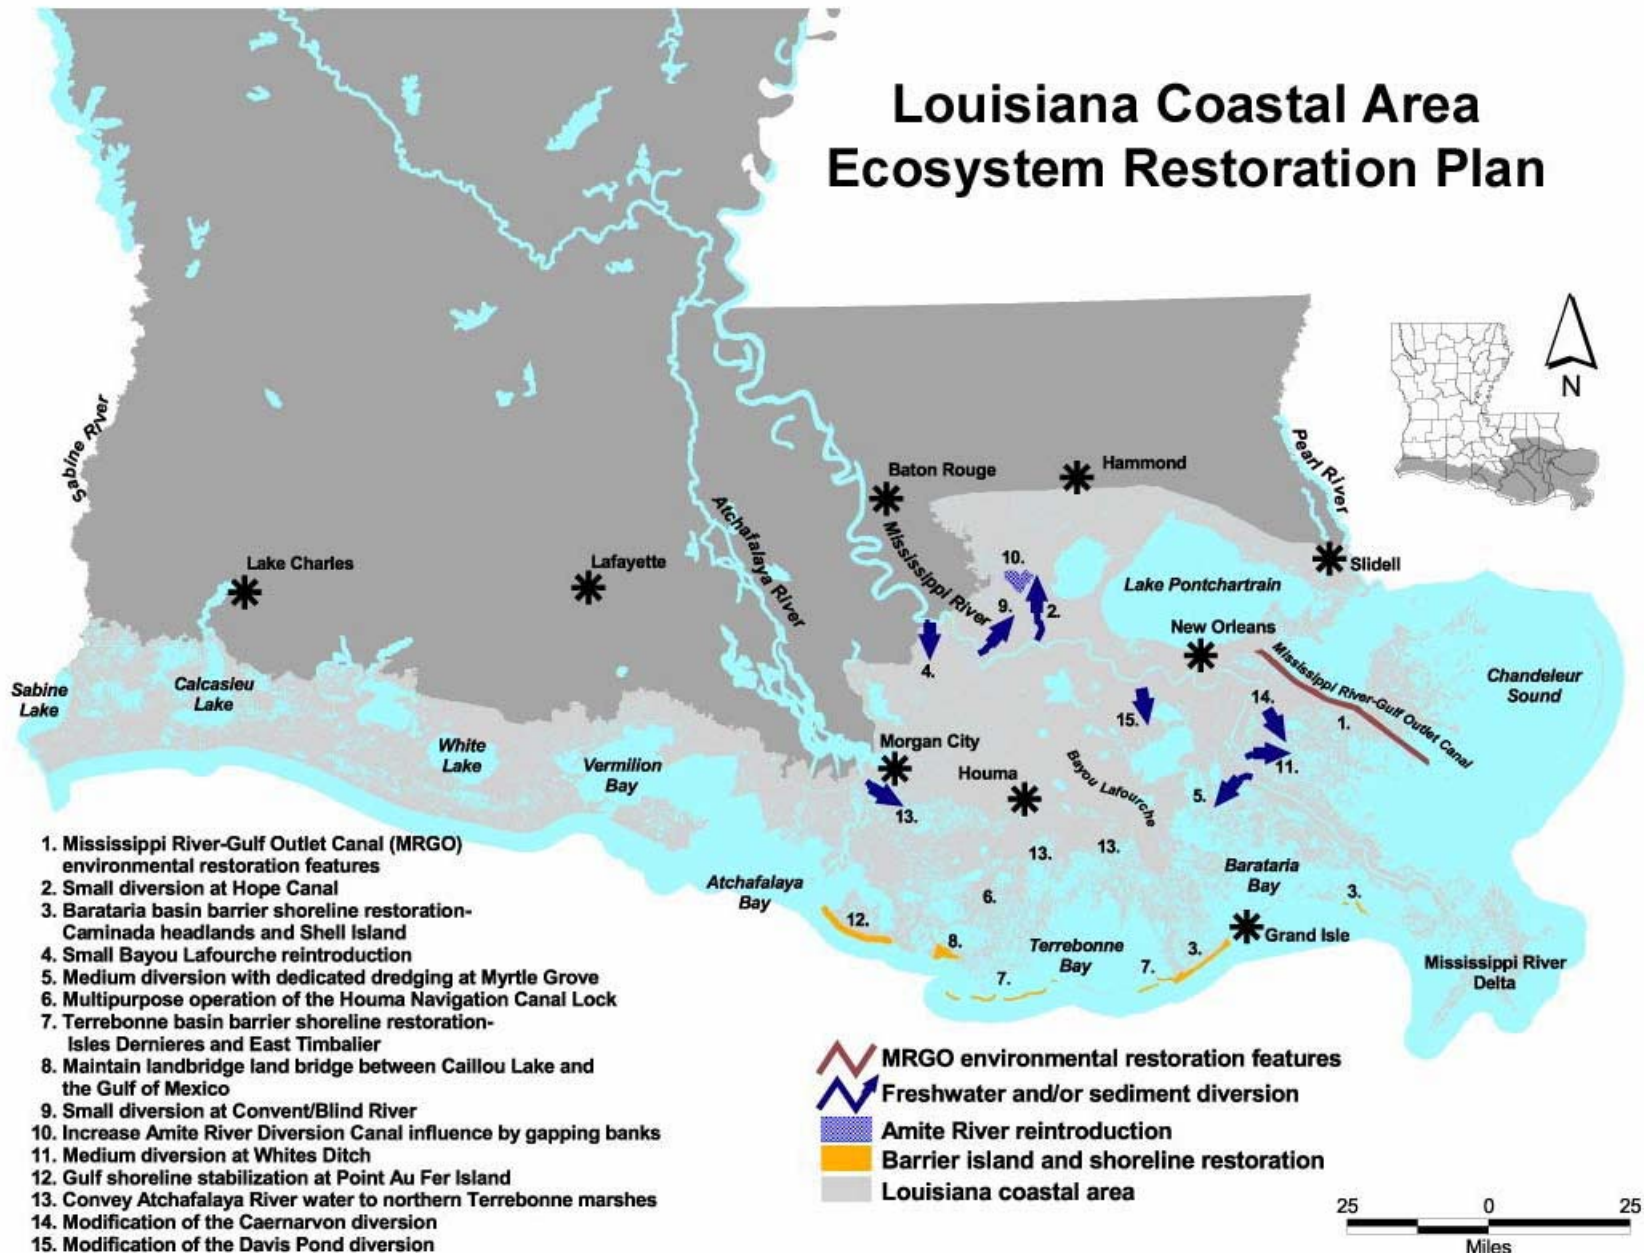 Louisiana Coastal Area
Ecosystem Restoration Plan
N
Sabine River
Pearl River
Baton Rouge
Hammond
Atchafalaya River
Mississippi River
Lake Charles
Lafayette
Slidell
10.
Lake Pontchartrain
9.
2.
New Orleans
4.
Mississippi River-Gulf Outlet Canal
Sabine
Lake
Calcasieu
Lake
Chandeleur
Sound
14.
15.
1.
White
Lake
Vermilion
Bay
Morgan City
Houma
Bayou Lafourche
11.
5.
13.
13.
13.
Atchafalaya
Bay
6.
Barataria
Bay
3.
12.
8.
Terrebonne
Bay
3.
Grand Isle
7.
7.
Mississippi River
Delta
1. Mississippi River-Gulf Outlet Canal (MRGO)
environmental restoration features
2. Small diversion at Hope Canal
3. Barataria basin barrier shoreline restoration-
Caminada headlands and Shell Island
4. Small Bayou Lafourche reintroduction
5. Medium diversion with dedicated dredging at Myrtle Grove
6. Multipurpose operation of the Houma Navigation Canal Lock
7. Terrebonne basin barrier shoreline restoration-
Isles Dernieres and East Timbalier
8. Maintain landbridge land bridge between Caillou Lake and
the Gulf of Mexico
9. Small diversion at Convent/Blind River
10. Increase Amite River Diversion Canal influence by gapping banks
11. Medium diversion at Whites Ditch
12. Gulf shoreline stabilization at Point Au Fer Island
13. Convey Atchafalaya River water to northern Terrebonne marshes
14. Modification of the Caernarvon diversion
15. Modification of the Davis Pond diversion
MRGO environmental restoration features
Freshwater and/or sediment diversion
Amite River reintroduction
Barrier island and shoreline restoration
Louisiana coastal area
25 0 25
Miles